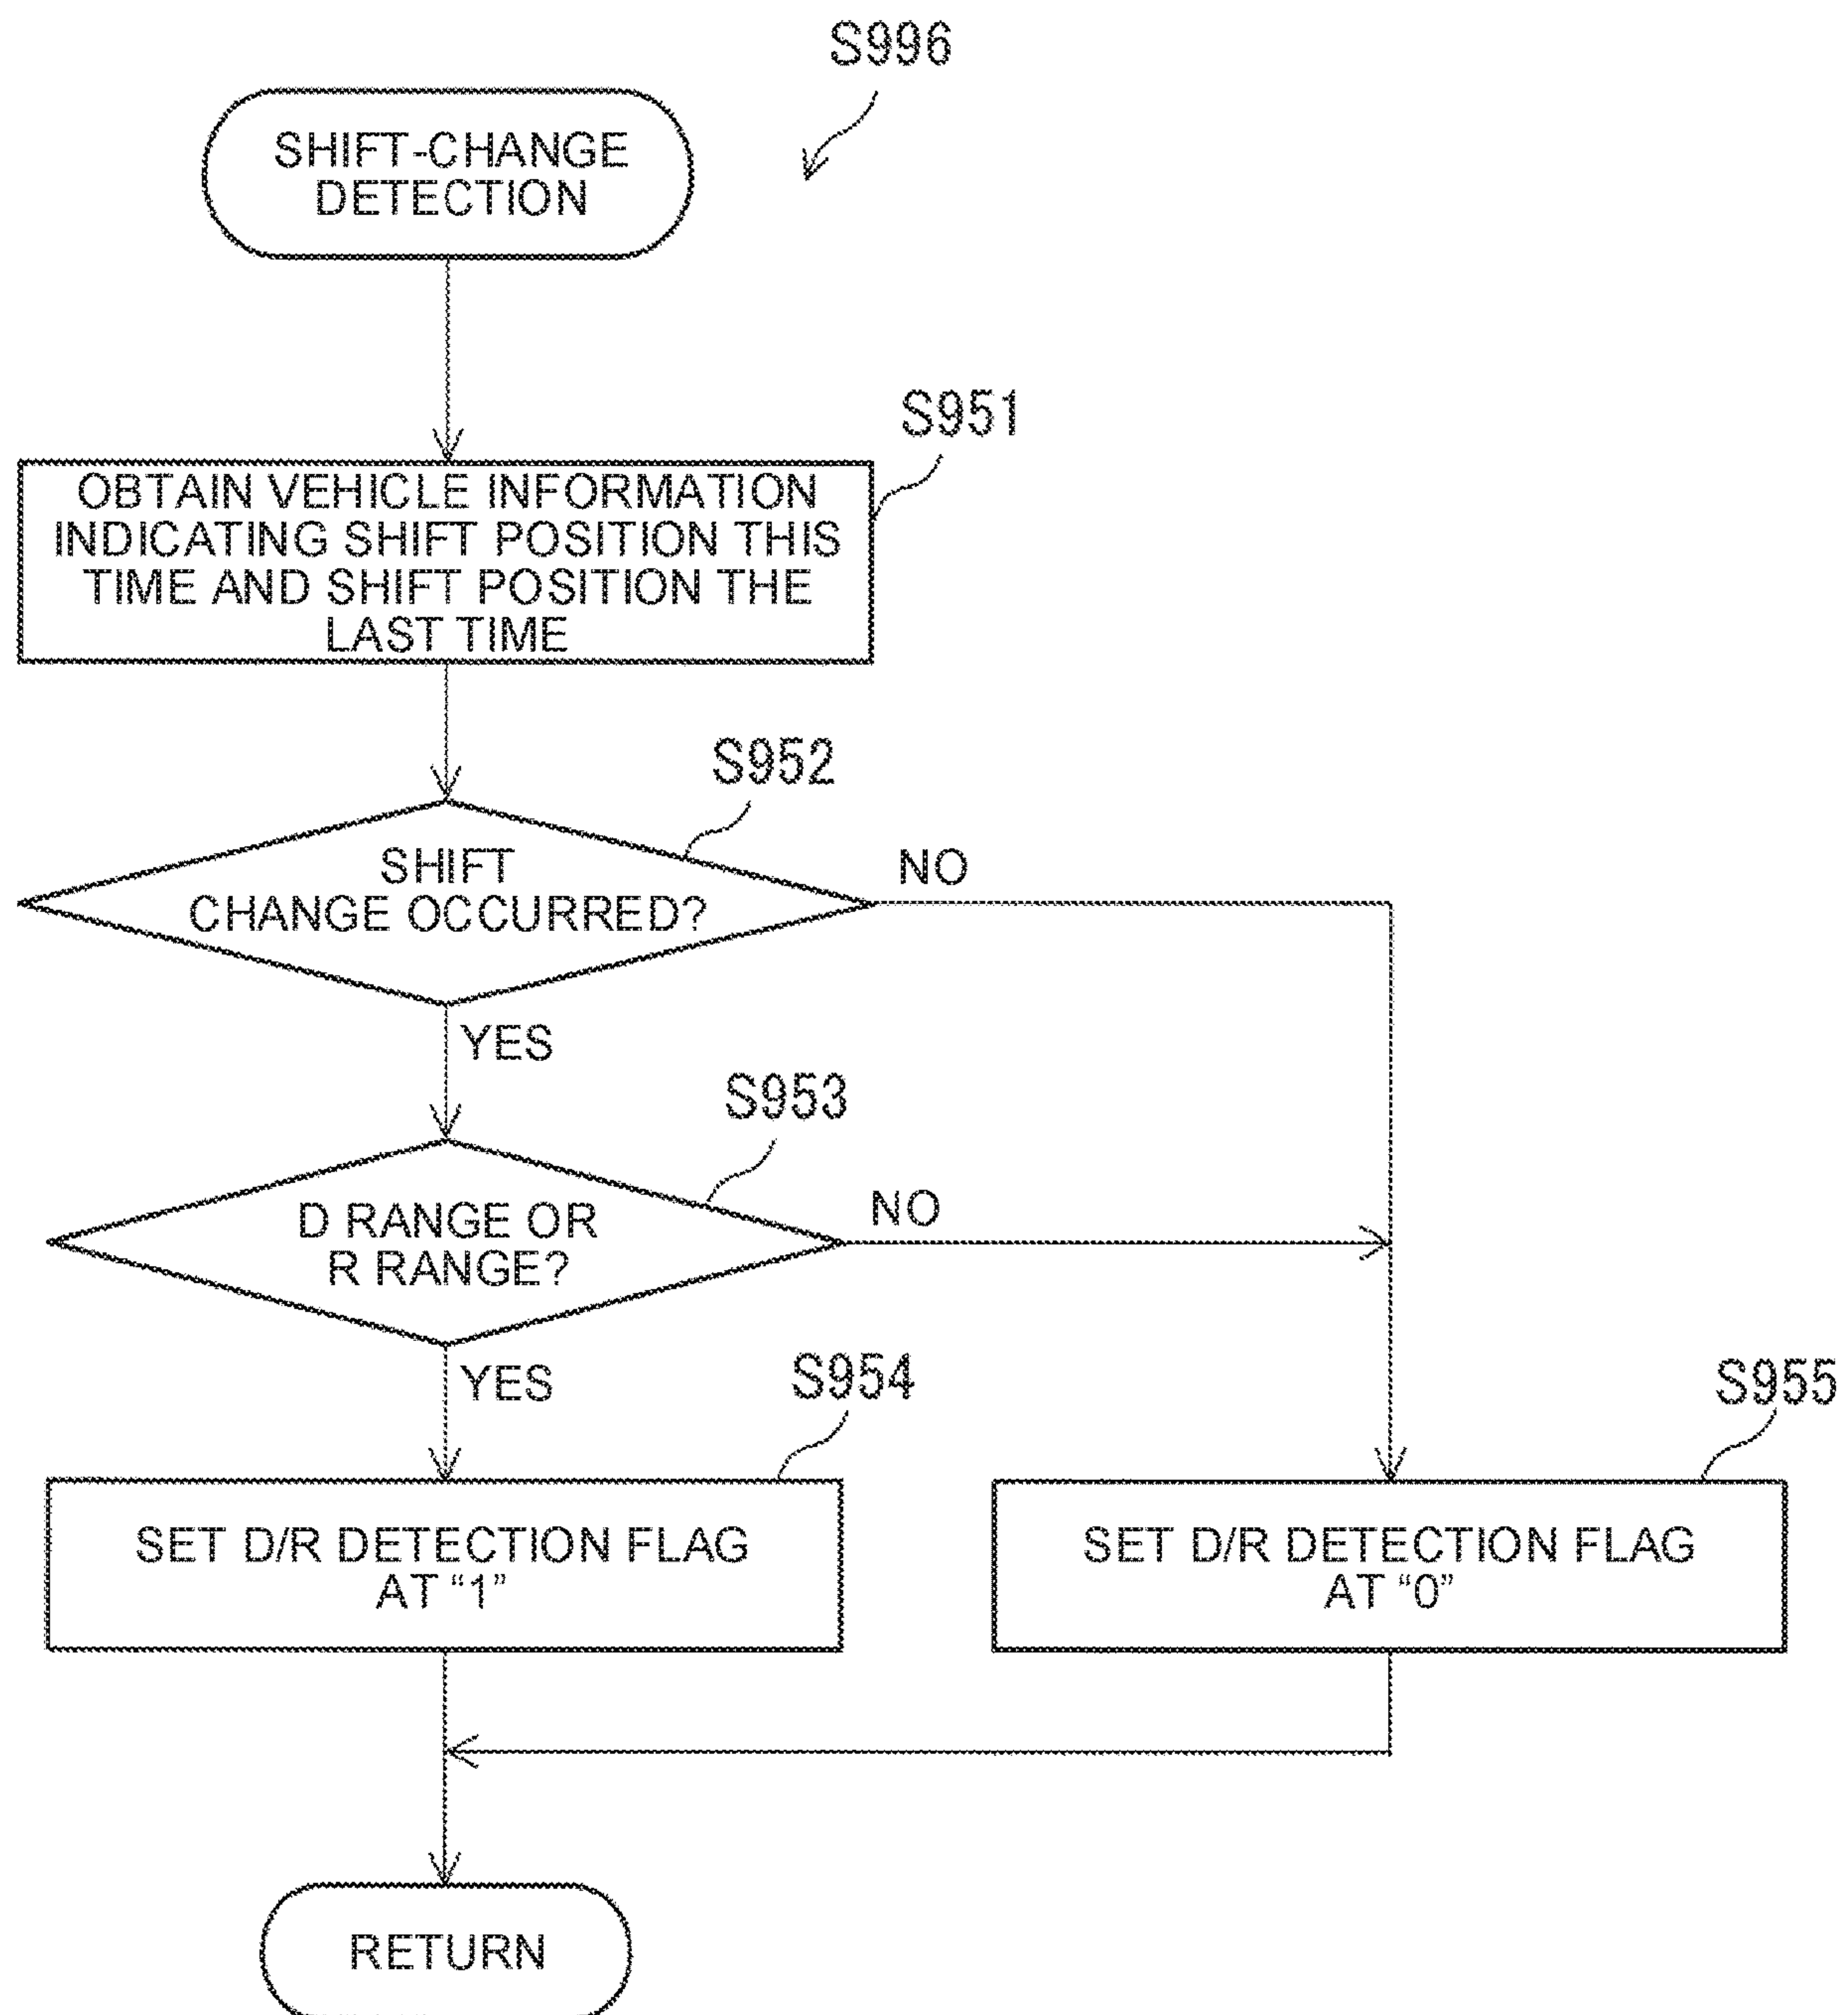 S996
SHIFT-CHANGE
DETECTION
S951
OBTAIN VEHICLE INFORMATION
INDICATING SHIFT POSITION THIS
TIME AND SHIFT POSITION THE
LAST TIME
S952
SHIFT
CHANGE OCCURRED?
NO
YES
S953
D RANGE OR
R RANGE?
NO
YES
S954
S955
SET D/R DETECTION FLAG
AT “1”
SET D/R DETECTION FLAG
AT “0”
RETURN